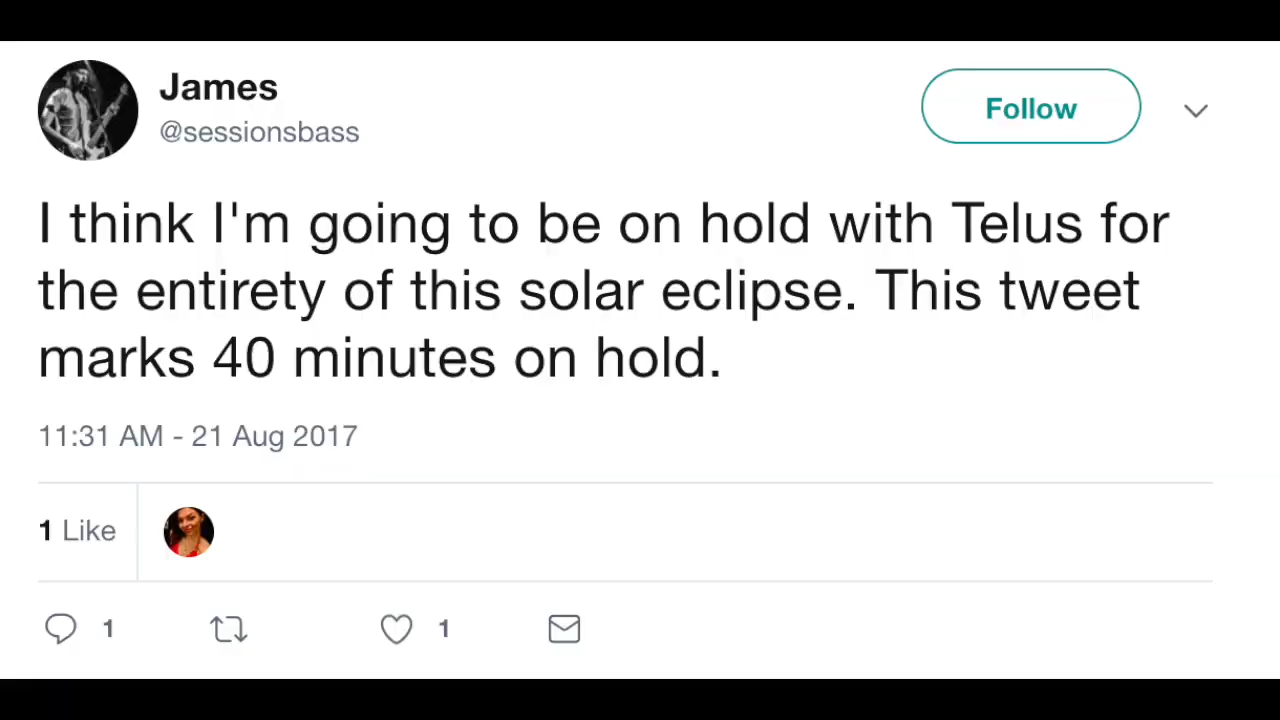 James
@sessionsbass
Follow
I think I'm going to be on hold with Telus for
the entirety of this solar eclipse. This tweet
marks 40 minutes on hold.
11:31 AM - 21 Aug 2017
1 Like
1
1